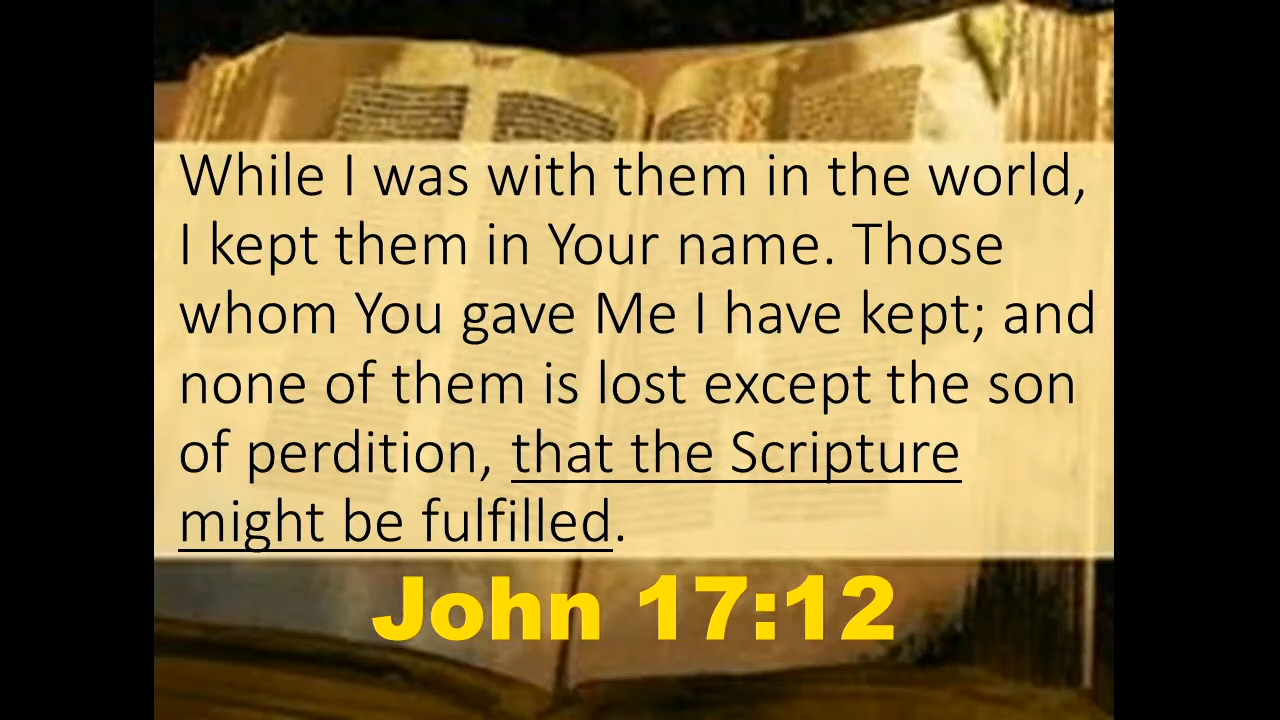 While I was with them in the world,
I kept them in Your name. Those
whom You gave Me I have kept; and
none of them is lost except the son
of perdition, that the Scripture
might be fulfilled.
John 17:12